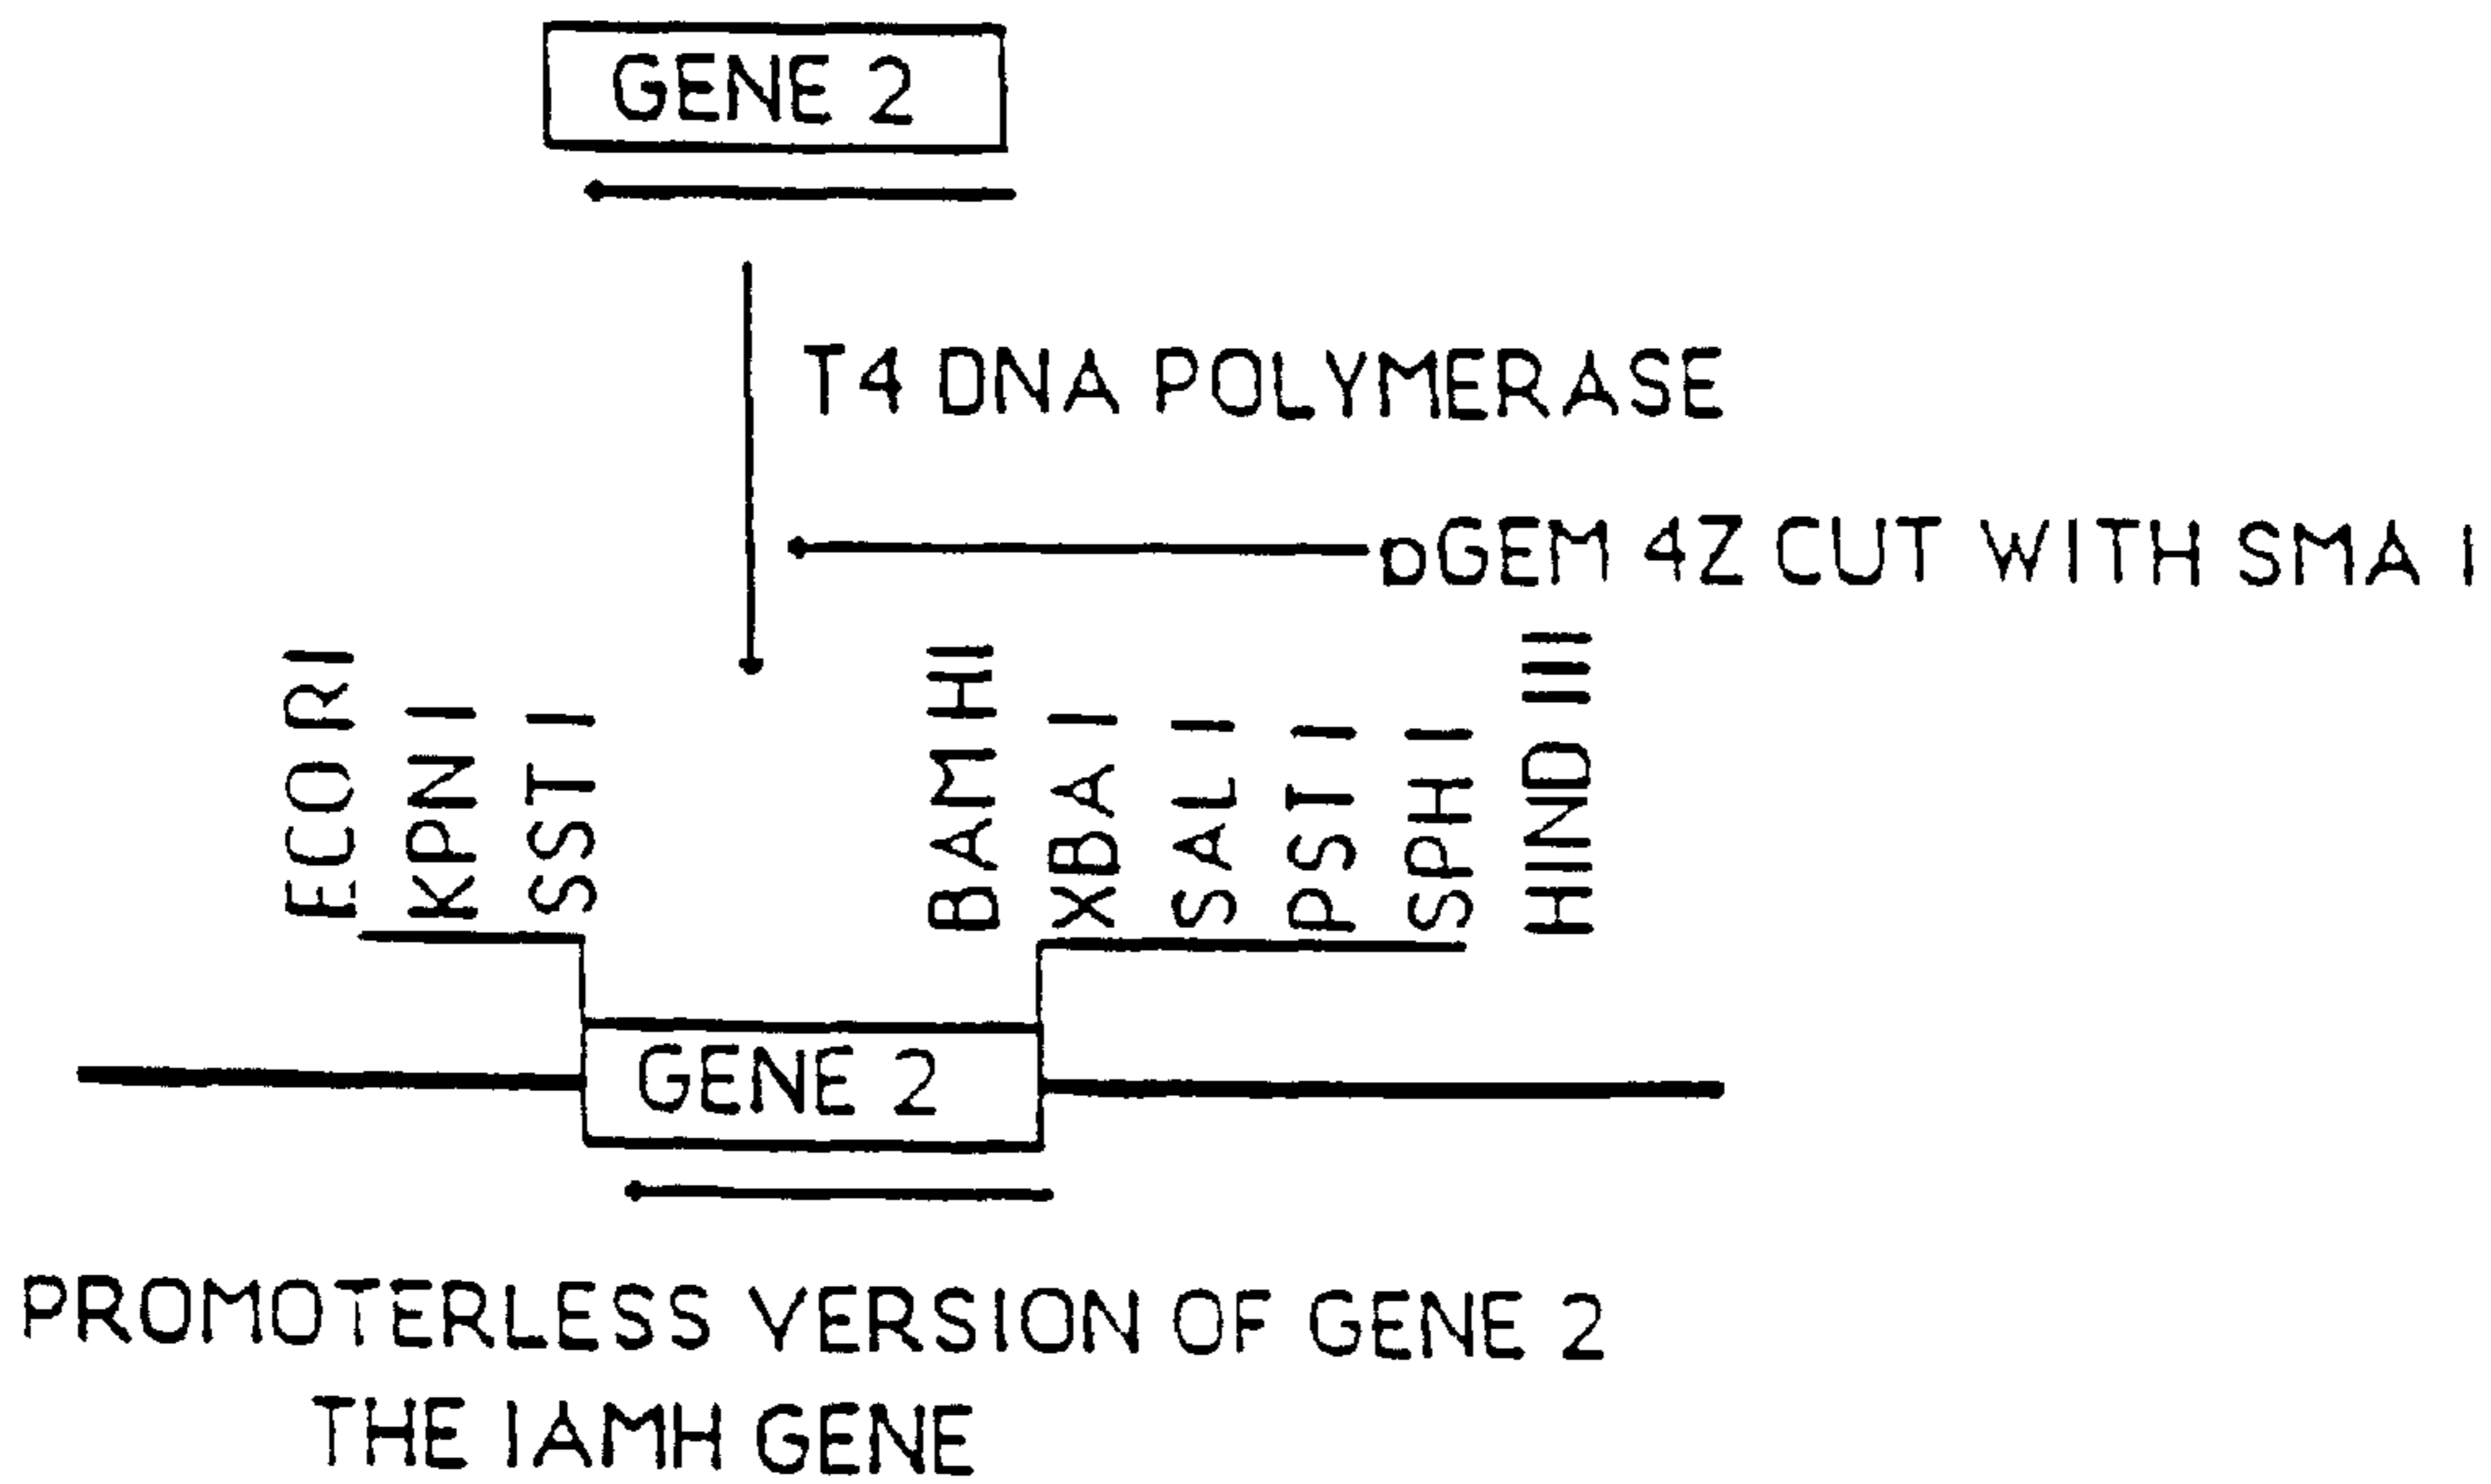 GENE 2
T4 DNA POLYMERASE
pGEM 4Z CUT WITH SMA I
ECO RI
KPN I
SST I
BAM HI
XBA I
SAL I
PST I
SPH I
HIND III
GENE 2
PROMOTERLESS VERSION OF GENE 2
THE IAMH GENE